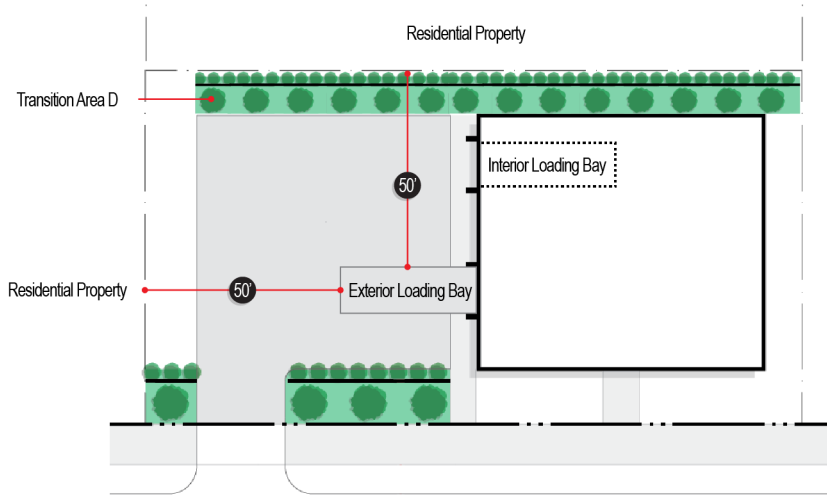 Residential Property
Transition Area D
Interior Loading Bay
50'
Residential Property
50'
Exterior Loading Bay